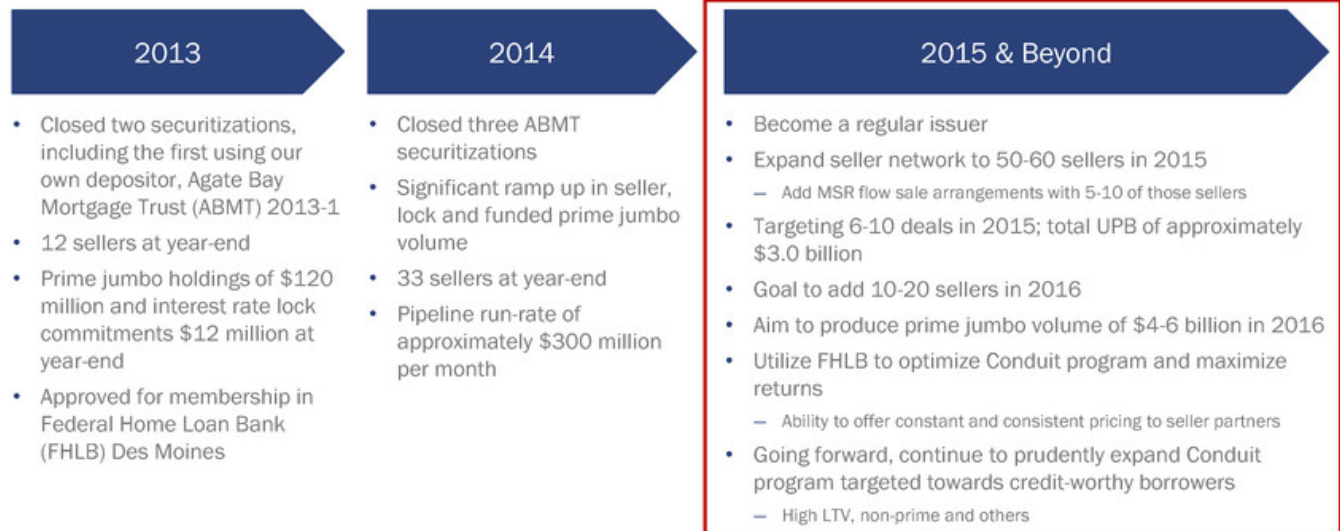 2013
• Closed two securitizations,
including the first using our
own depositor, Agate Bay
Mortgage Trust (ABMT) 2013-1
• 12 sellers at year-end
• Prime jumbo holdings of $120
million and interest rate lock
commitments $12 million at
year-end
• Approved for membership in
Federal Home Loan Bank
(FHLB) Des Moines
2014
• Closed three ABMT
securitizations
• Significant ramp up in seller,
lock and funded prime jumbo
volume
• 33 sellers at year-end
• Pipeline run-rate of
approximately $300 million
per month
2015 & Beyond
• Become a regular issuer
• Expand seller network to 50-60 sellers in 2015
– Add MSR flow sale arrangements with 5-10 of those sellers
• Targeting 6-10 deals in 2015; total UPB of approximately
$3.0 billion
• Goal to add 10-20 sellers in 2016
• Aim to produce prime jumbo volume of $4-6 billion in 2016
• Utilize FHLB to optimize Conduit program and maximize
returns
– Ability to offer constant and consistent pricing to seller partners
• Going forward, continue to prudently expand Conduit
program targeted towards credit-worthy borrowers
– High LTV, non-prime and others